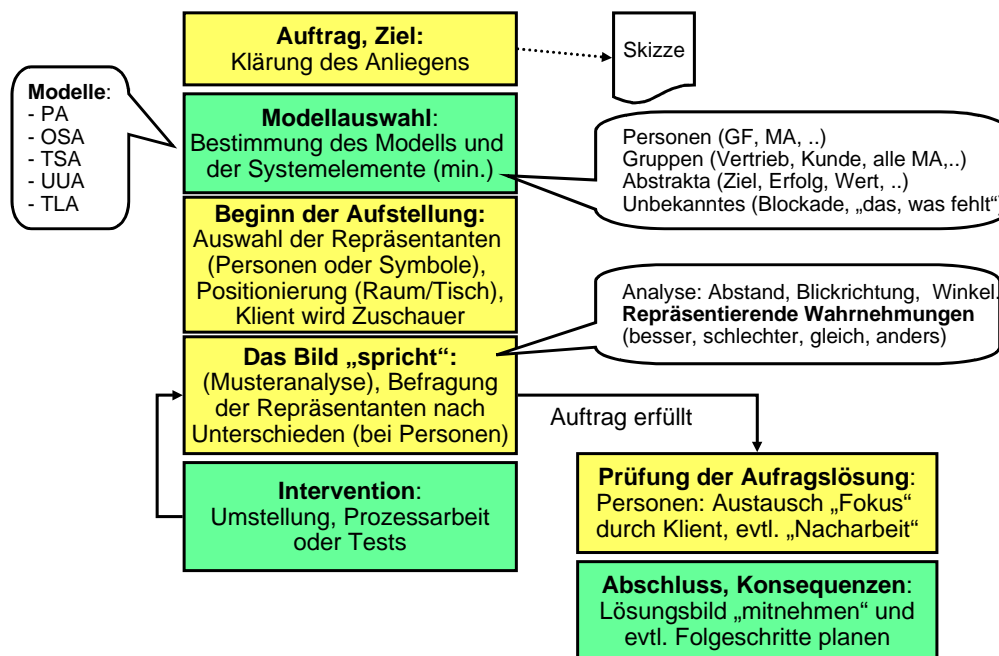 Auftrag, Ziel:
Klärung des Anliegens
Skizze
Modelle:
- PA
- OSA
- TSA
- UUA
- TLA
Modellauswahl:
Bestimmung des Modells und
der Systemelemente (min.)
Personen (GF, MA, ..)
Gruppen (Vertrieb, Kunde, alle MA,..)
Abstrakta (Ziel, Erfolg, Wert, ..)
Unbekanntes (Blockade, „das, was fehlt“)
Beginn der Aufstellung:
Auswahl der Repräsentanten
(Personen oder Symbole),
Positionierung (Raum/Tisch),
Klient wird Zuschauer
Analyse: Abstand, Blickrichtung, Winkel.
Repräsentierende Wahrnehmungen
(besser, schlechter, gleich, anders)
Das Bild „spricht“:
(Musteranalyse), Befragung
der Repräsentanten nach
Unterschieden (bei Personen)
Auftrag erfüllt
Intervention:
Umstellung, Prozessarbeit
oder Tests
Prüfung der Aufragslösung:
Personen: Austausch „Fokus“
durch Klient, evtl. „Nacharbeit“
Abschluss, Konsequenzen:
Lösungsbild „mitnehmen“ und
evtl. Folgeschritte planen